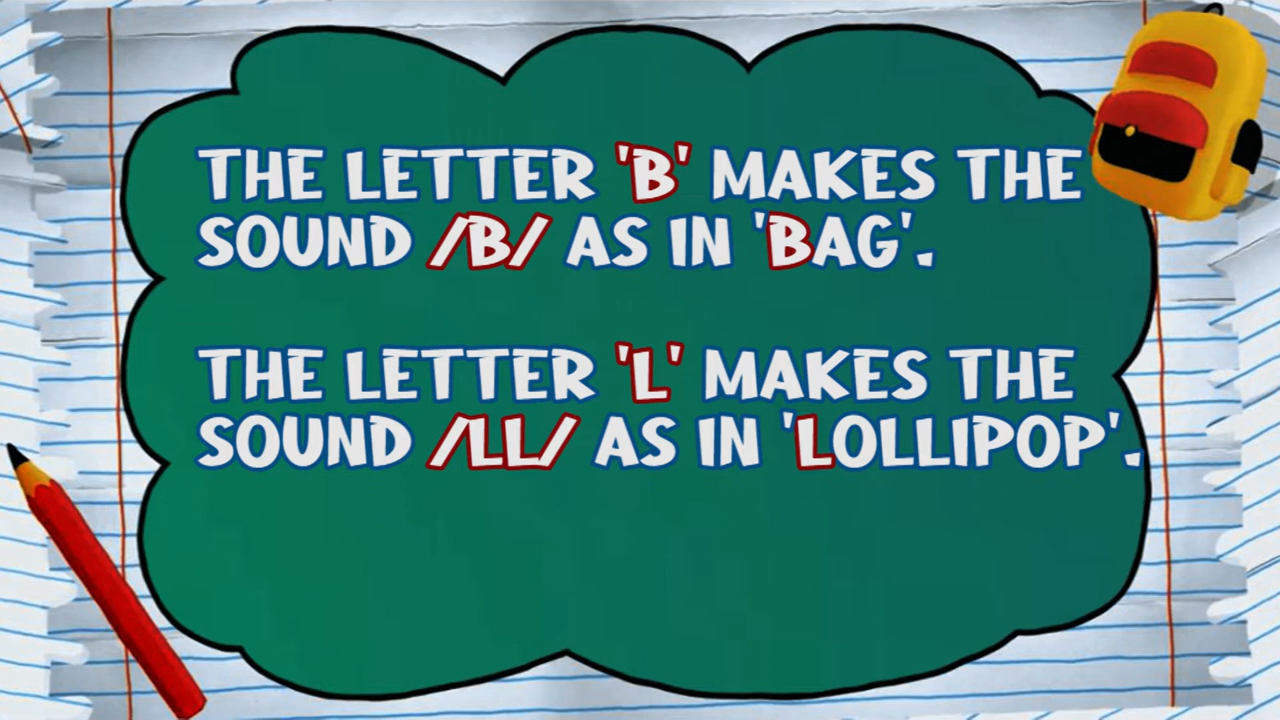 THE LETTER 'B' MAKES THE
SOUND /B/ AS IN 'BAG'.
THE LETTER 'L' MAKES THE
SOUND /LL/ AS IN 'LOLLIPOP'.